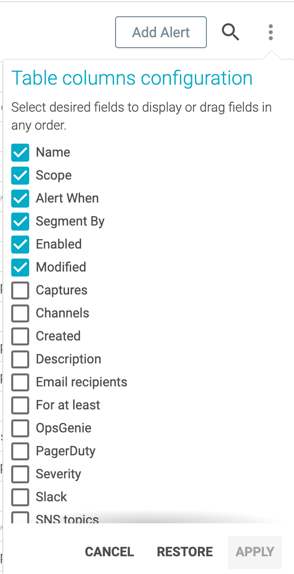 Add Alert
Table columns configuration
Select desired fields to display or drag fields in
any order.
Name
Scope
Alert When
Segment By
Enabled
Modified
Captures
Channels
Created
Description
Email recipients
For at least
OpsGenie
PagerDuty
Severity
Slack
SNS topics
CANCEL RESTORE APPLY